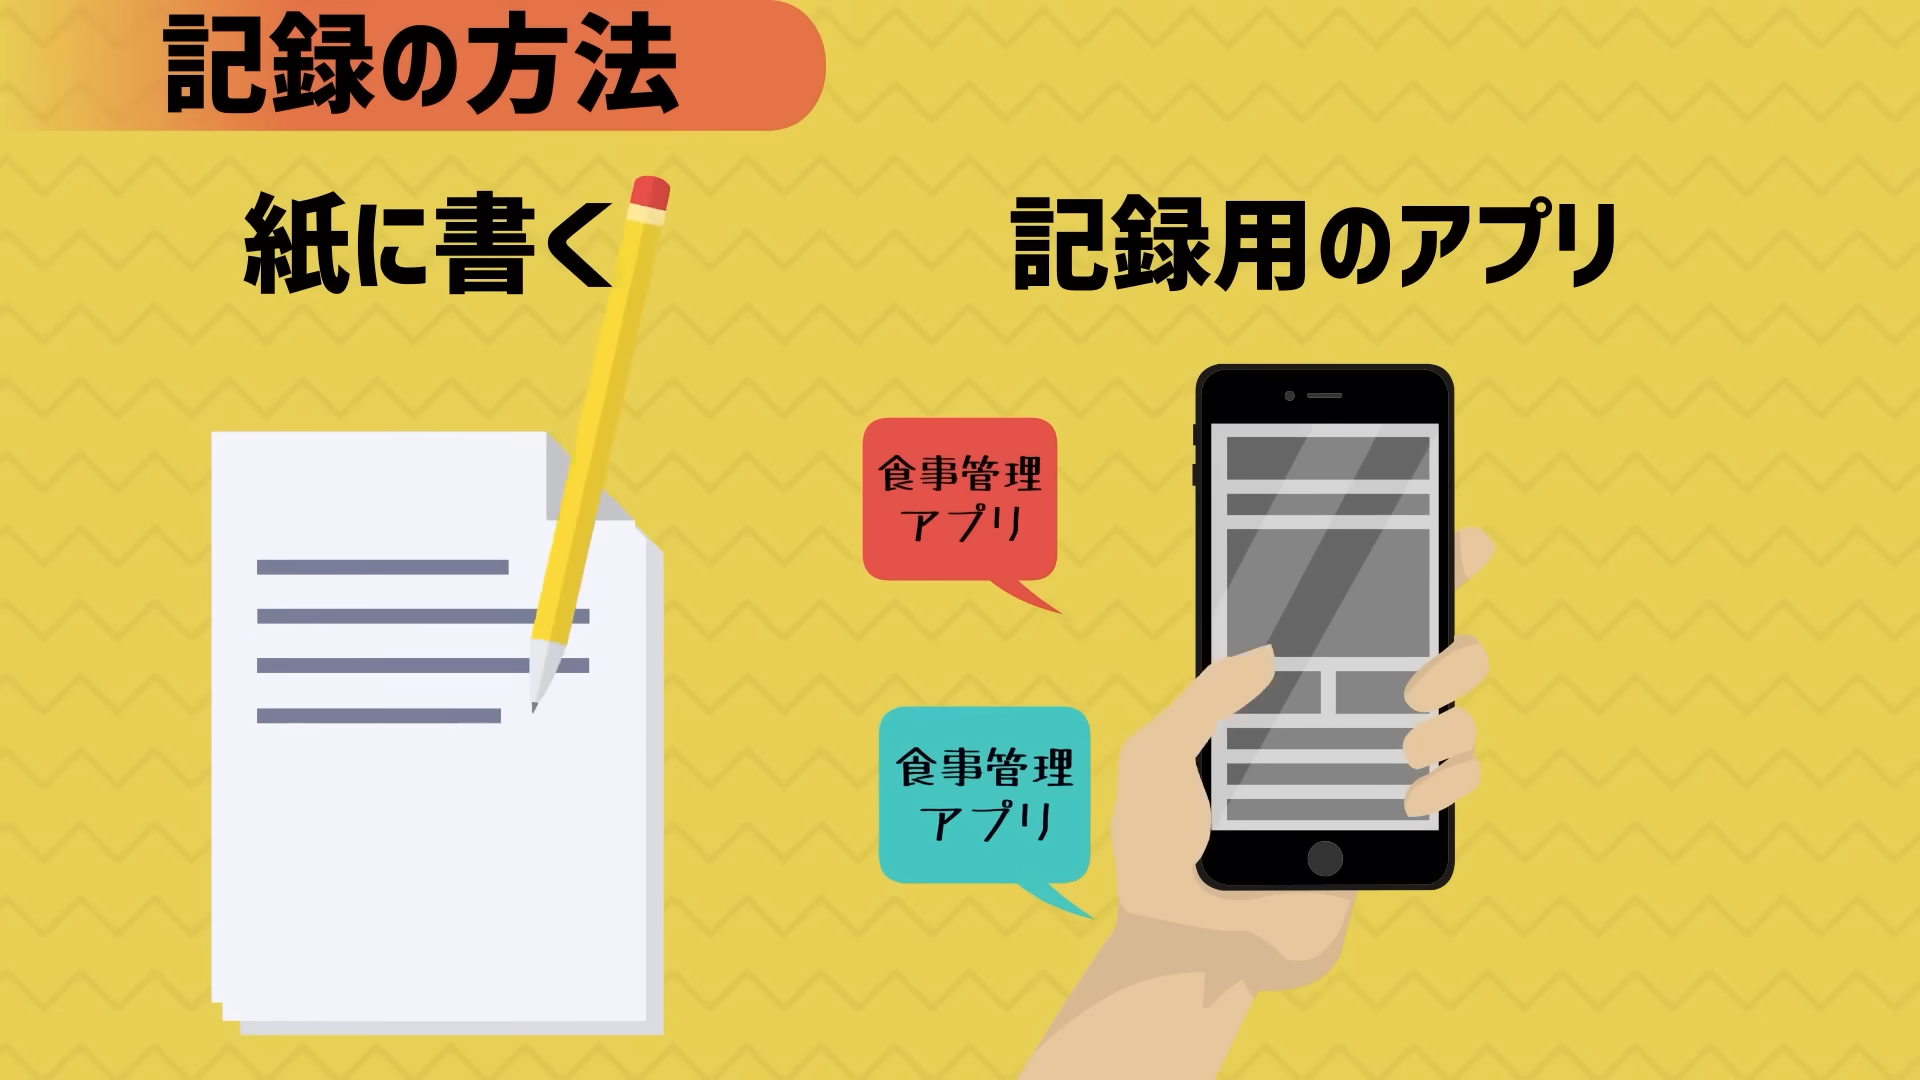 記録の方法
紙に書く
記録用のアプリ
食事管理
アプリ
食事管理
アプリ